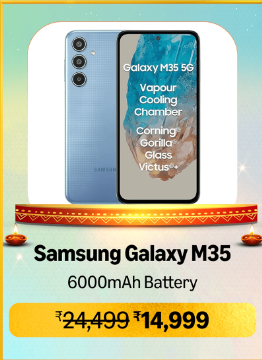 Galaxy M35 5G
Vapour
Cooling
Chamber
Corning®
Gorilla
Glass
Victus®+
SAMSUNG
Samsung Galaxy M35
6000mAh Battery
₹24,499 ₹14,999